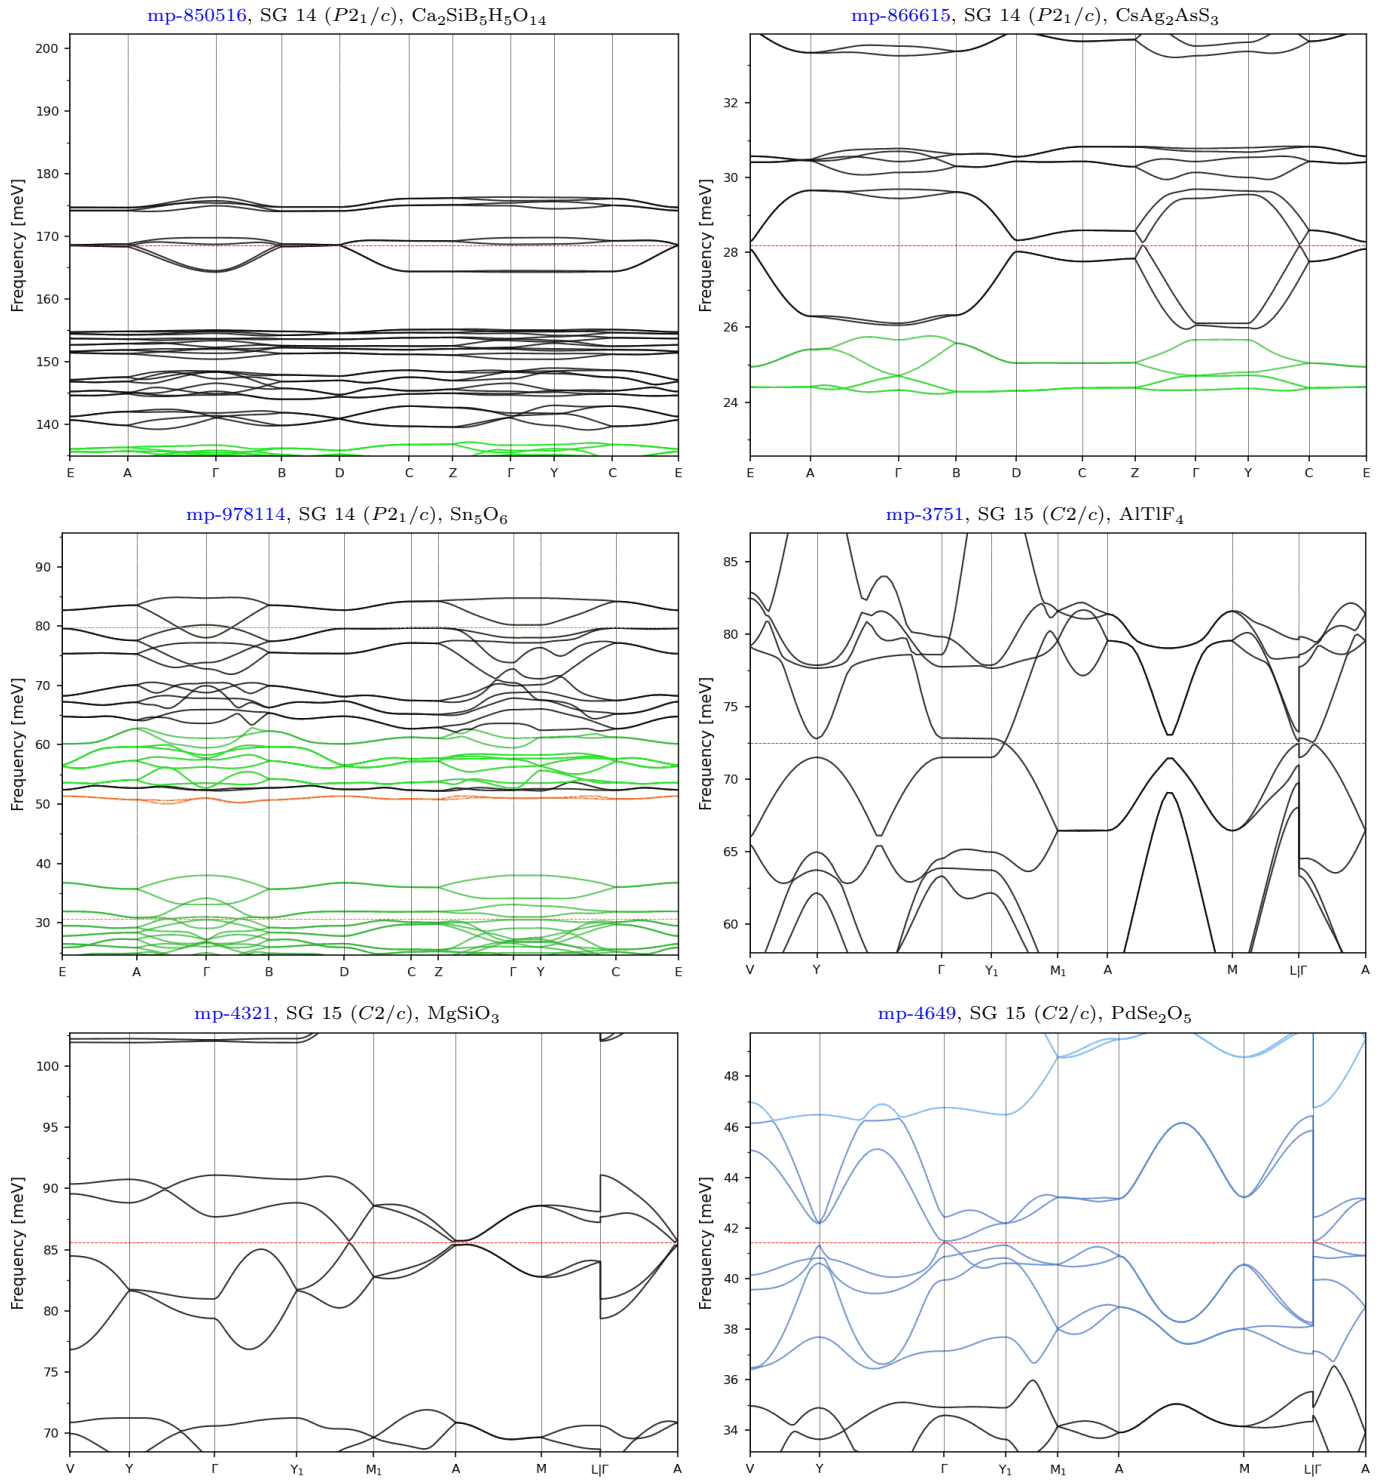 mp-850516, SG 14 (P2₁/c), Ca₂SiB₅H₅O₁₄
200
190
180
170
160
150
140
Frequency [meV]
E A Γ B D C Z Γ Y C E
mp-866615, SG 14 (P2₁/c), CsAg₂AsS₃
32
30
28
26
24
Frequency [meV]
E A Γ B D C Z Γ Y C E
mp-978114, SG 14 (P2₁/c), Sn₅O₆
90
80
70
60
50
40
30
Frequency [meV]
E A Γ B D C Z Γ Y C E
mp-3751, SG 15 (C2/c), AlTlF₄
85
80
75
70
65
60
Frequency [meV]
V Y Γ Y₁ M₁ A M L|Γ A
mp-4321, SG 15 (C2/c), MgSiO₃
100
95
90
85
80
75
70
Frequency [meV]
V Y Γ Y₁ M₁ A M L|Γ A
mp-4649, SG 15 (C2/c), PdSe₂O₅
48
46
44
42
40
38
36
34
Frequency [meV]
V Y Γ Y₁ M₁ A M L|Γ A